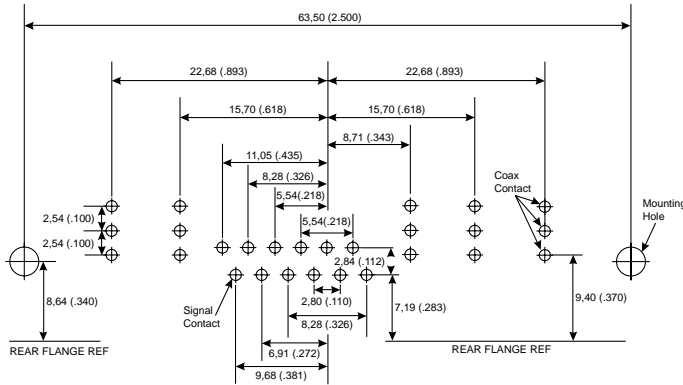 63,50 (2.500)
22,68 (.893)
22,68 (.893)
15,70 (.618)
15,70 (.618)
8,71 (.343)
11,05 (.435)
8,28 (.326)
Coax
Contact
5,54(.218)
Mounting
Hole
2,54 (.100)
5,54(.218)
2,54 (.100)
2,84 (.112)
8,64 (.340)
Signal
Contact
2,80 (.110)
7,19 (.283)
9,40 (.370)
8,28 (.326)
REAR FLANGE REF
REAR FLANGE REF
6,91 (.272)
9,68 (.381)